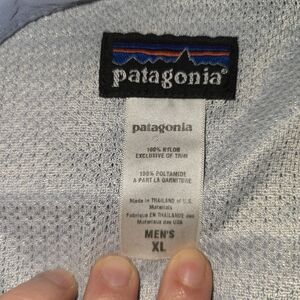 patagonia®
patagonia
100% NYLON
EXCLUSIVE OF TRIM
100% POLYAMIDE
A PART LA GARNITURE
Made in THAILAND of U.S.
Materials
Fabriqué EN THAILANDE des
Materiaux des USA
MEN'S
XL